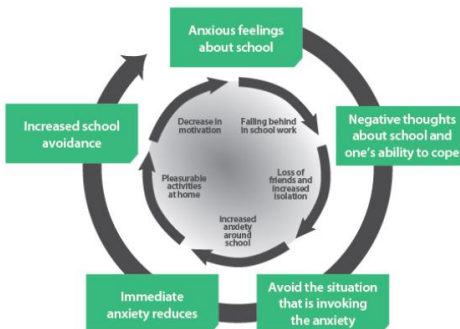 Anxious feelings
about school
Negative thoughts
about school and
one's ability to cope
Avoid the situation
that is invoking
the anxiety
Immediate
anxiety reduces
Increased school
avoidance
Falling behind
in school work
Loss of
friends and
increased
isolation
Increased
anxiety
around
school
Pleasurable
activities
at home
Decrease in
motivation